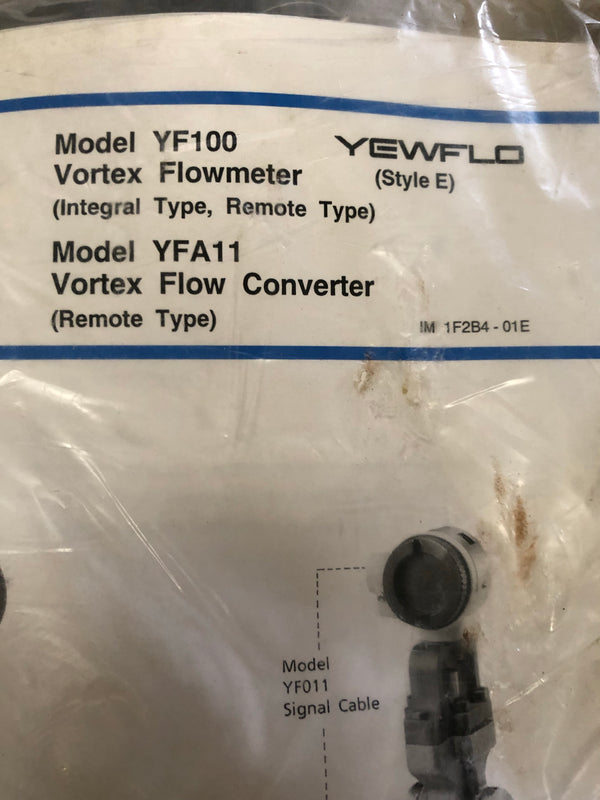 Model YF100
Vortex Flowmeter
(Integral Type, Remote Type)
YEWFLO
(Style E)
Model YFA11
Vortex Flow Converter
(Remote Type)
IM 1F2B4-01E
Model
YF011
Signal Cable